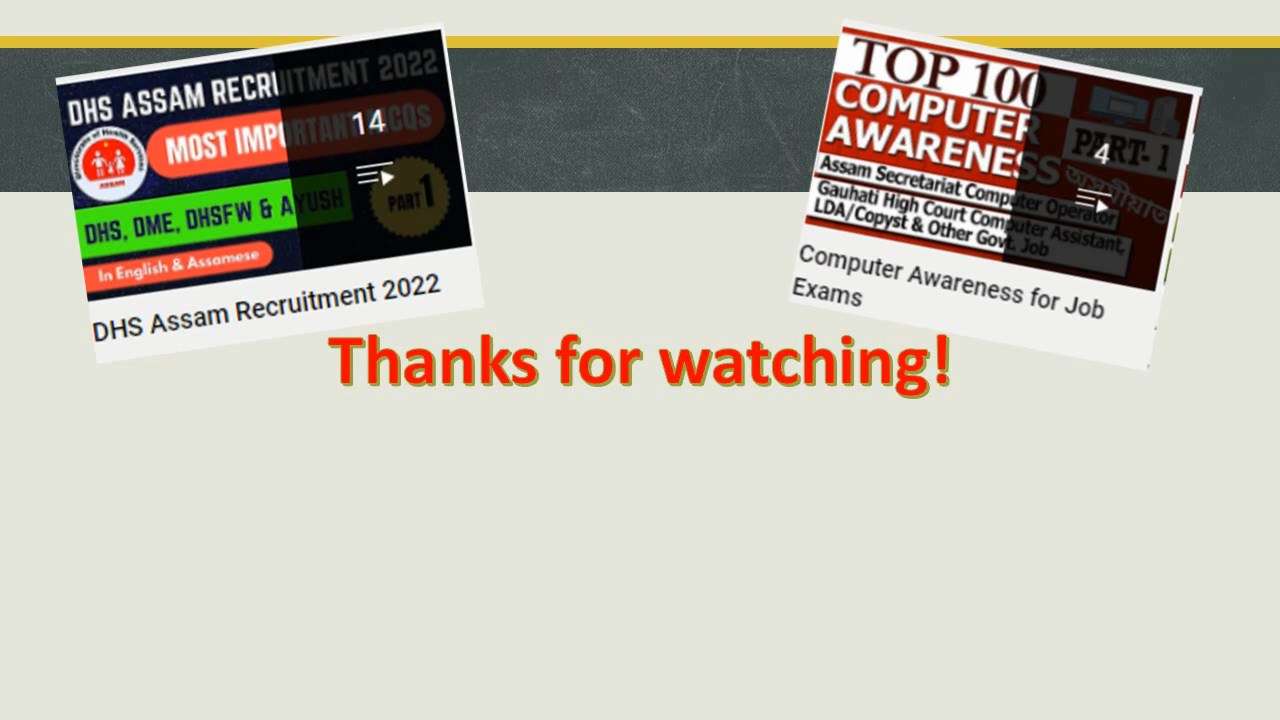 DHS ASSAM RECRUITMENT 2022
MOST IMPORTANT MCQs
14
DHS, DME, DHSFW & AYUSH
PART 1
In English & Assamese
ASSAM
DHS Assam Recruitment 2022
TOP 100
COMPUTER
AWARENESS
PART- 1
4
অসমীয়াত
Assam Secretariat Computer Operator
Gauhati High Court Computer Assistant,
LDA/Copyst & Other Govt. Job
Computer Awareness for Job
Exams
Thanks for watching!